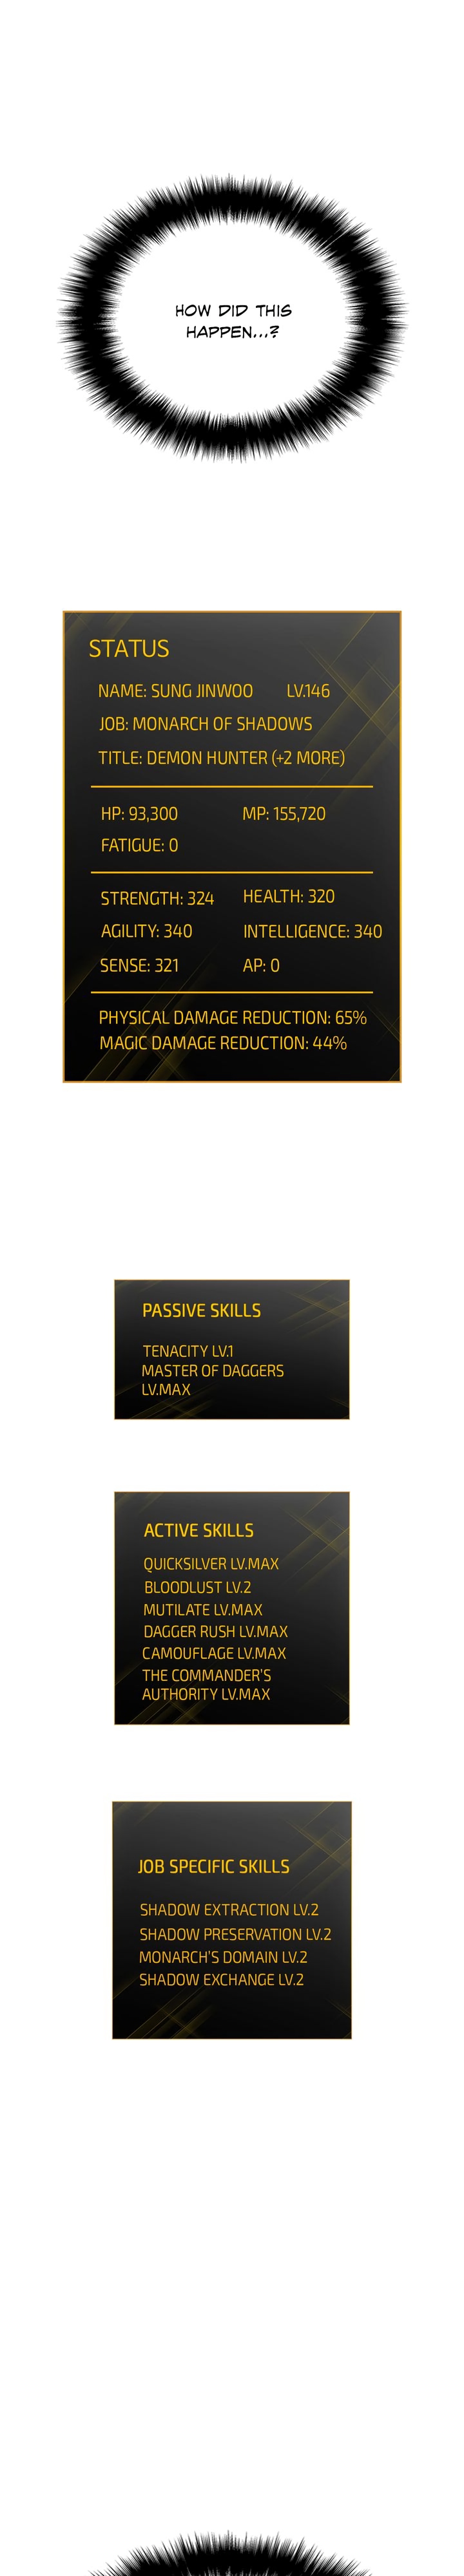 HOW DID THIS
HAPPEN...?
STATUS
NAME: SUNG JINWOO LV.146
JOB: MONARCH OF SHADOWS
TITLE: DEMON HUNTER (+2 MORE)
HP: 93,300 MP: 155,720
FATIGUE: 0
STRENGTH: 324 HEALTH: 320
AGILITY: 340 INTELLIGENCE: 340
SENSE: 321 AP: 0
PHYSICAL DAMAGE REDUCTION: 65%
MAGIC DAMAGE REDUCTION: 44%
PASSIVE SKILLS
TENACITY LV.1
MASTER OF DAGGERS
LV.MAX
ACTIVE SKILLS
QUICKSILVER LV.MAX
BLOODLUST LV.2
MUTILATE LV.MAX
DAGGER RUSH LV.MAX
CAMOUFLAGE LV.MAX
THE COMMANDER'S
AUTHORITY LV.MAX
JOB SPECIFIC SKILLS
SHADOW EXTRACTION LV.2
SHADOW PRESERVATION LV.2
MONARCH'S DOMAIN LV.2
SHADOW EXCHANGE LV.2